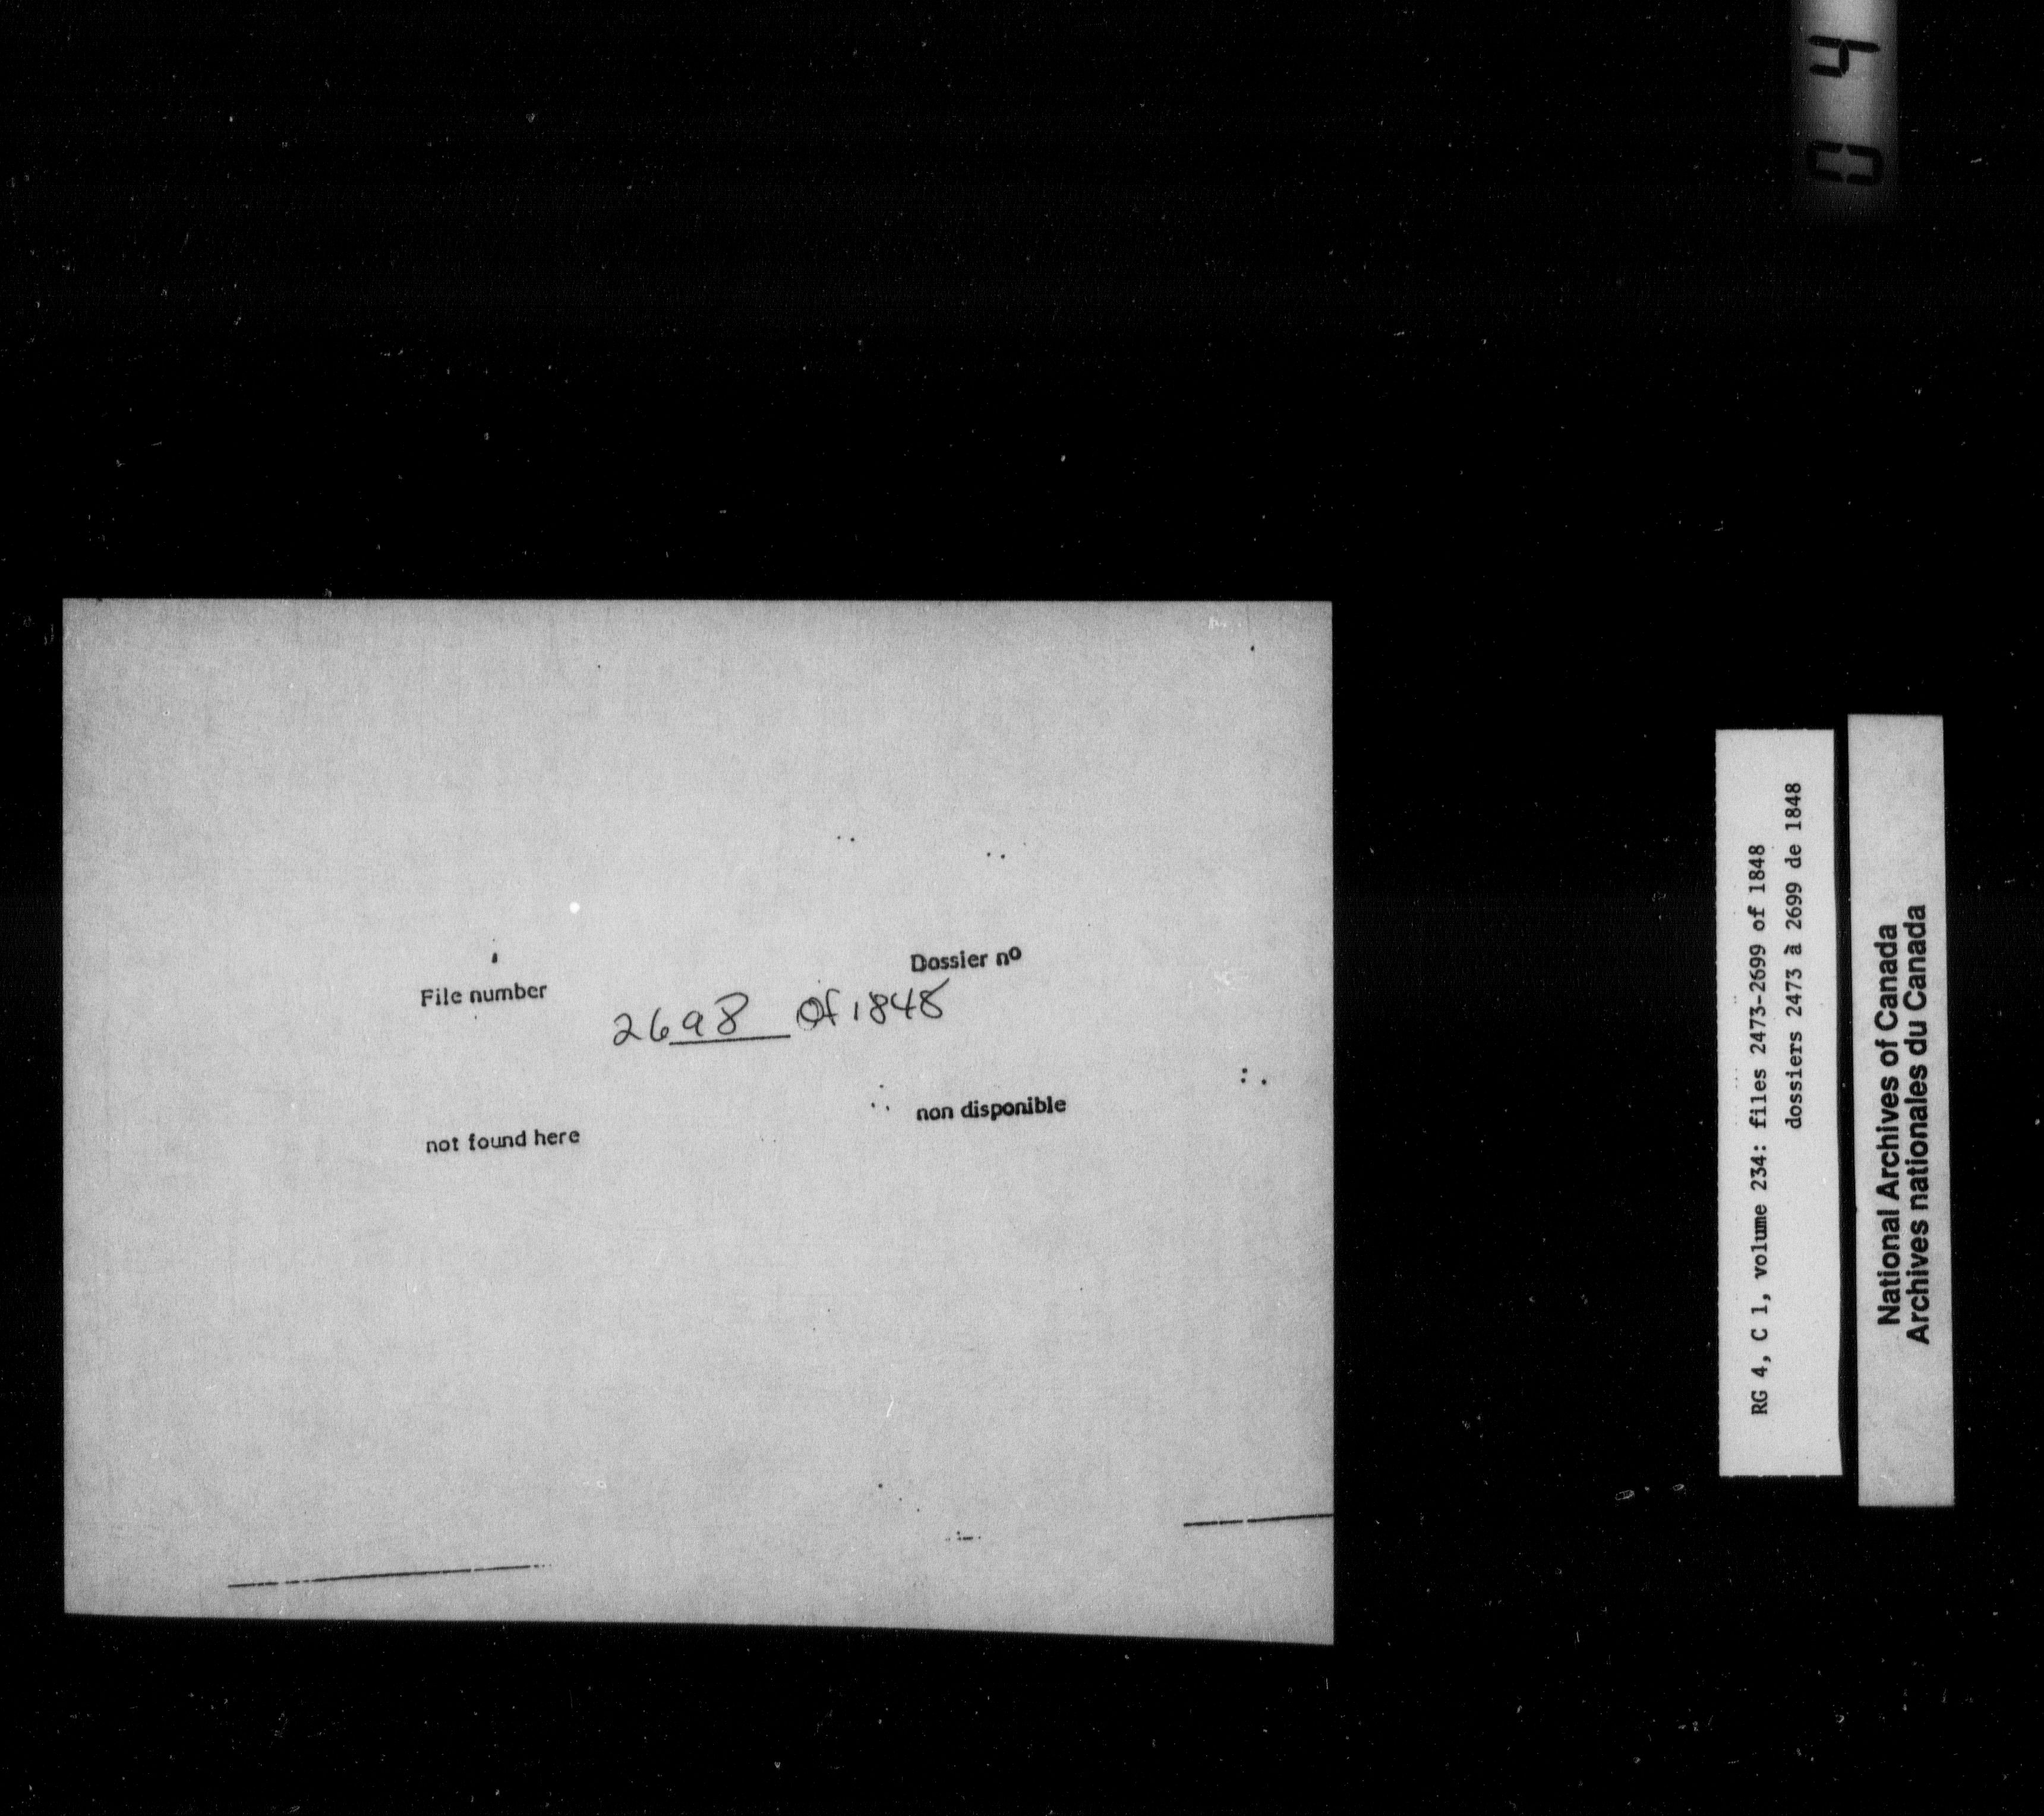 04
File number
Dossier nº
2698 of 1848
not found here
non disponible
RG 4, C 1, volume 234: files 2473-2699 of 1848
dossiers 2473 à 2699 de 1848
National Archives of Canada
Archives nationales du Canada